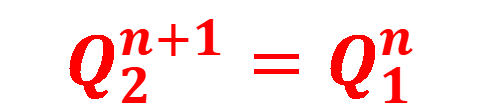 $Q_2^{n+1} = Q_1^n$